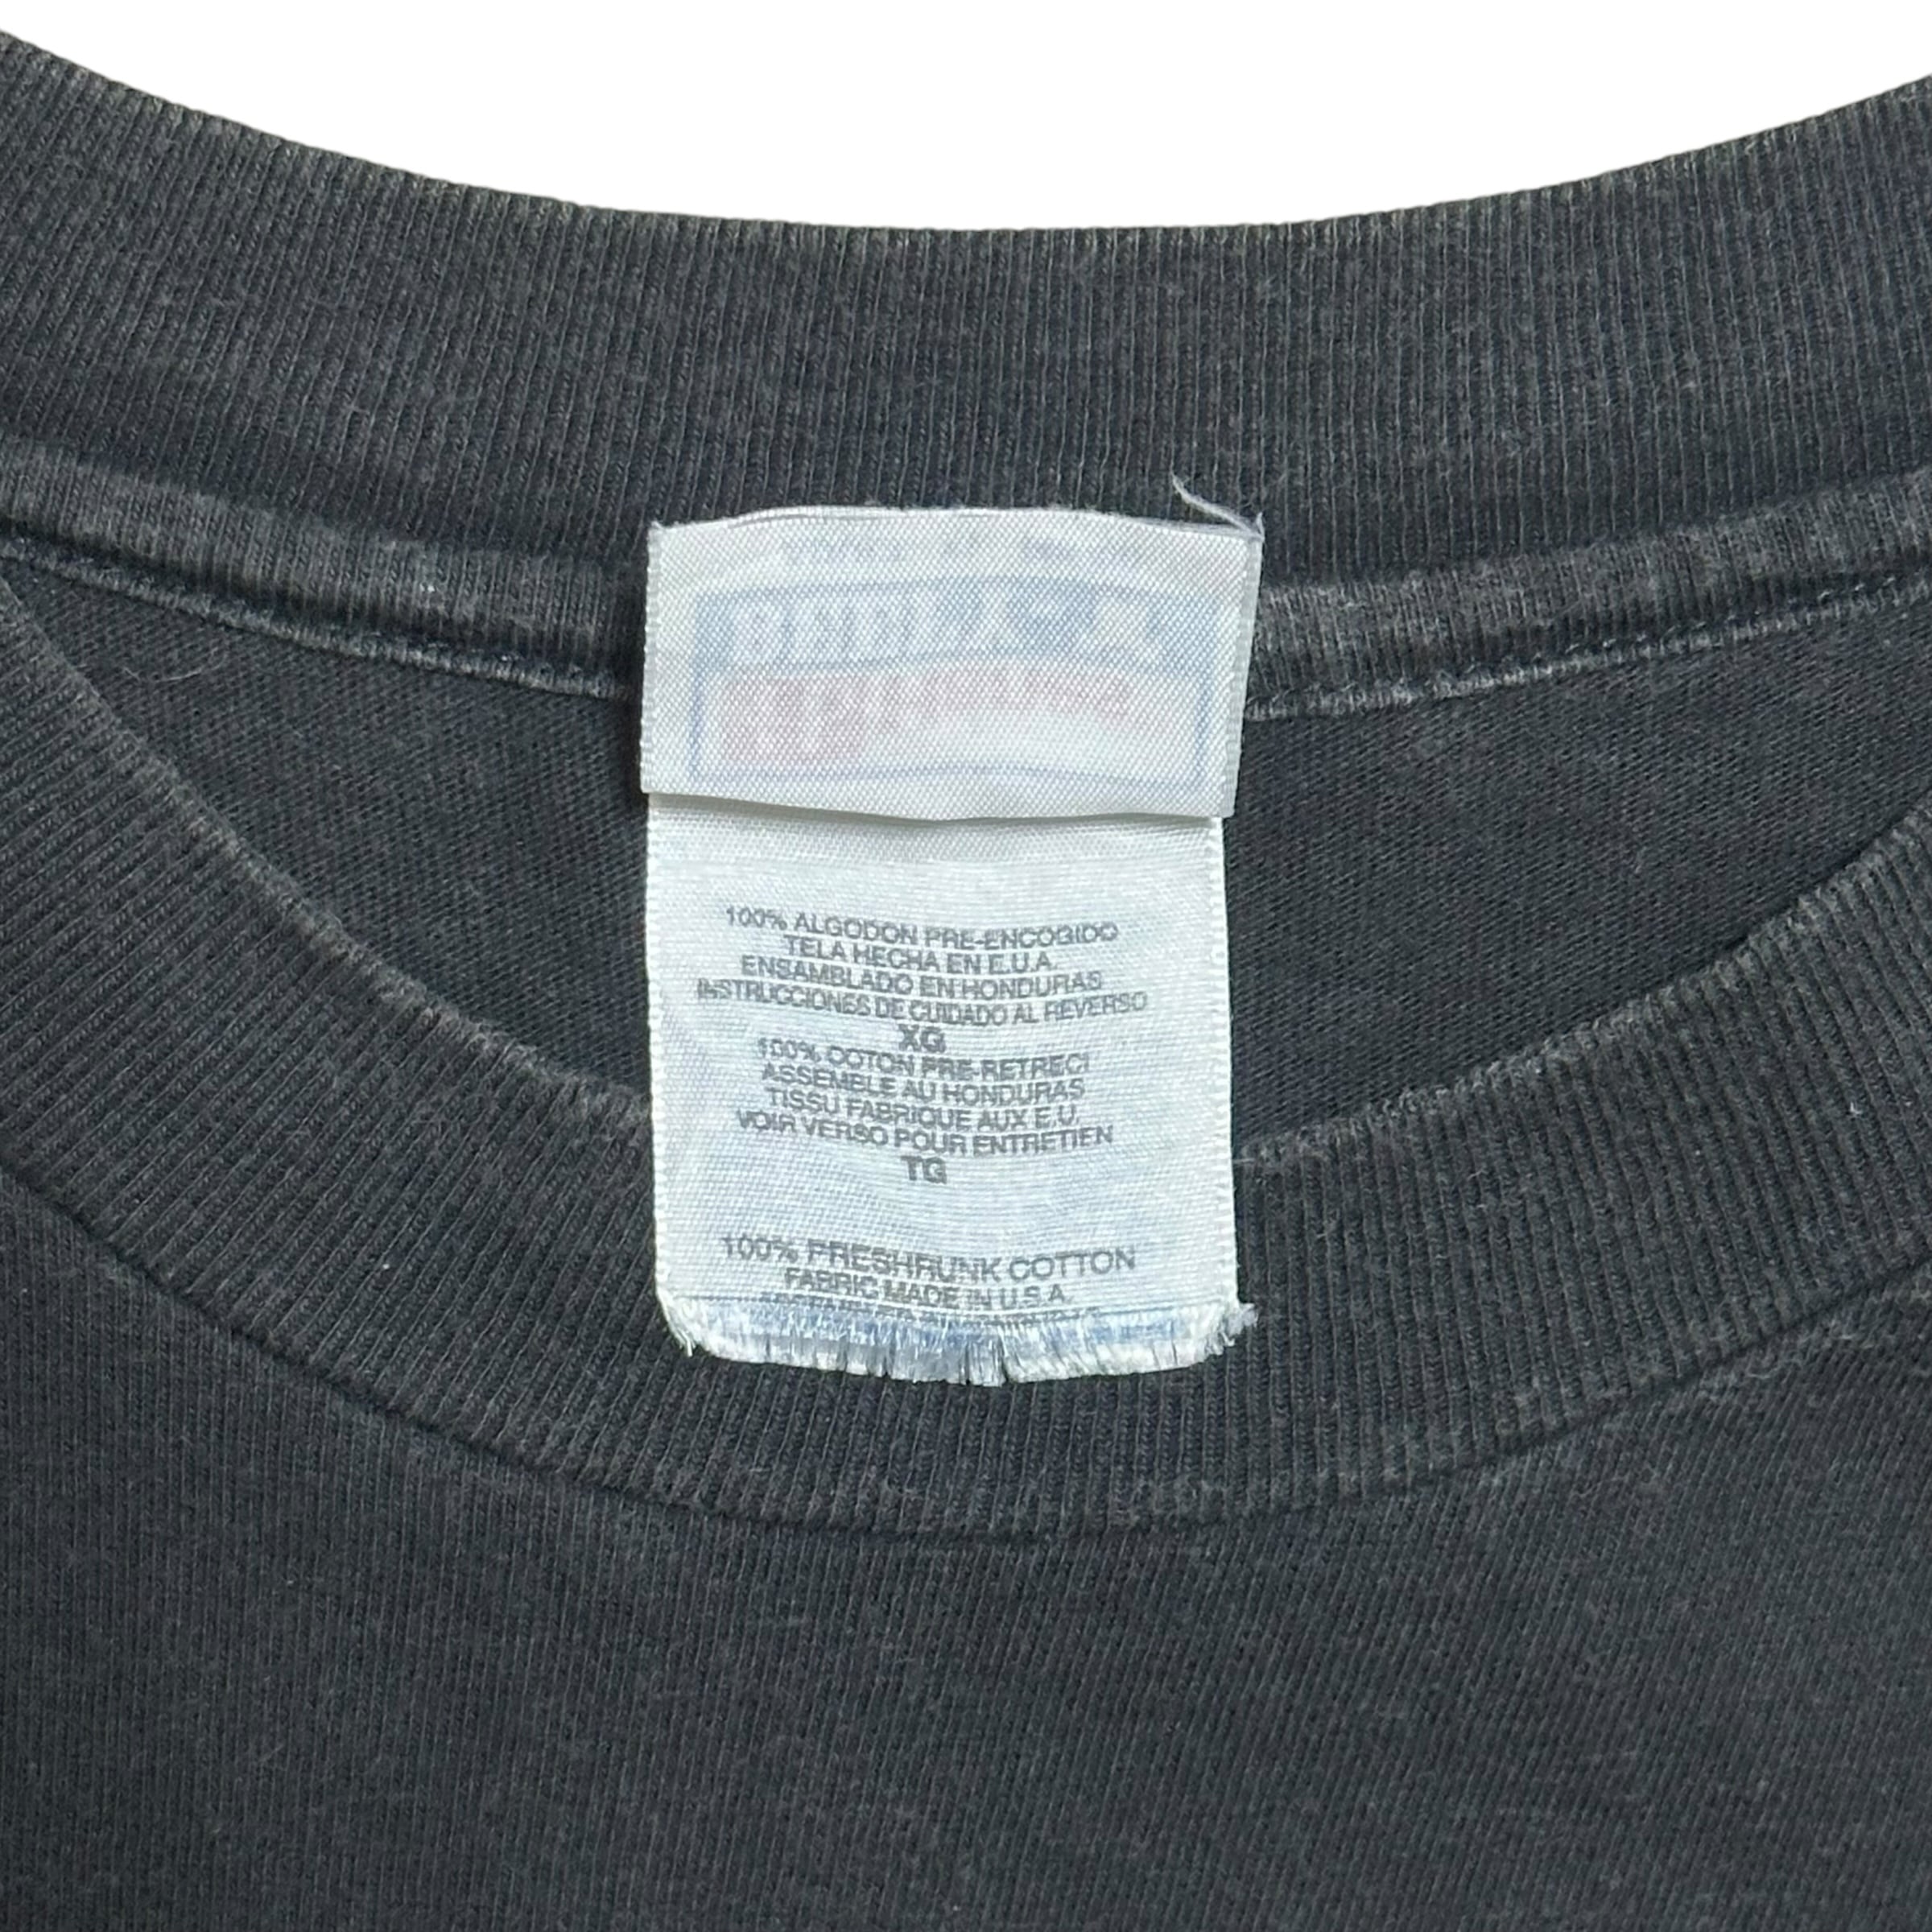 100% ALGODON PRE-ENCOGIDO
TELA HECHA EN E.U.A.
ENSAMBLADO EN HONDURAS
INSTRUCCIONES DE CUIDADO AL REVERSO
XG
100% COTON PRE-RETRECI
ASSEMBLE AU HONDURAS
TISSU FABRIQUE AUX E.U.
VOIR VERSO POUR ENTRETIEN
TG
100% PRESHRUNK COTTON
FABRIC MADE IN U.S.A.